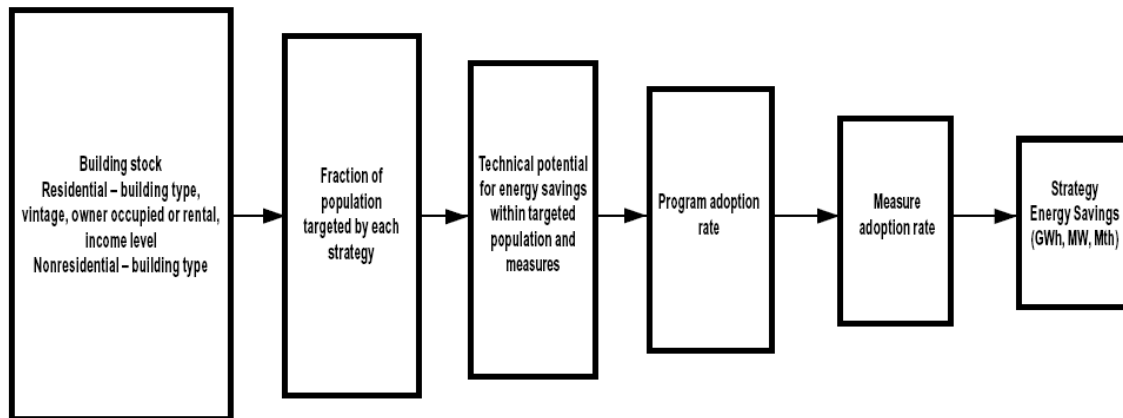 Building stock
Residential – building type,
vintage, owner occupied or rental,
income level
Nonresidential – building type
Fraction of
population
targeted by each
strategy
Technical potential
for energy savings
within targeted
population and
measures
Program adoption
rate
Measure
adoption rate
Strategy
Energy Savings
(GWh, MW, Mth)